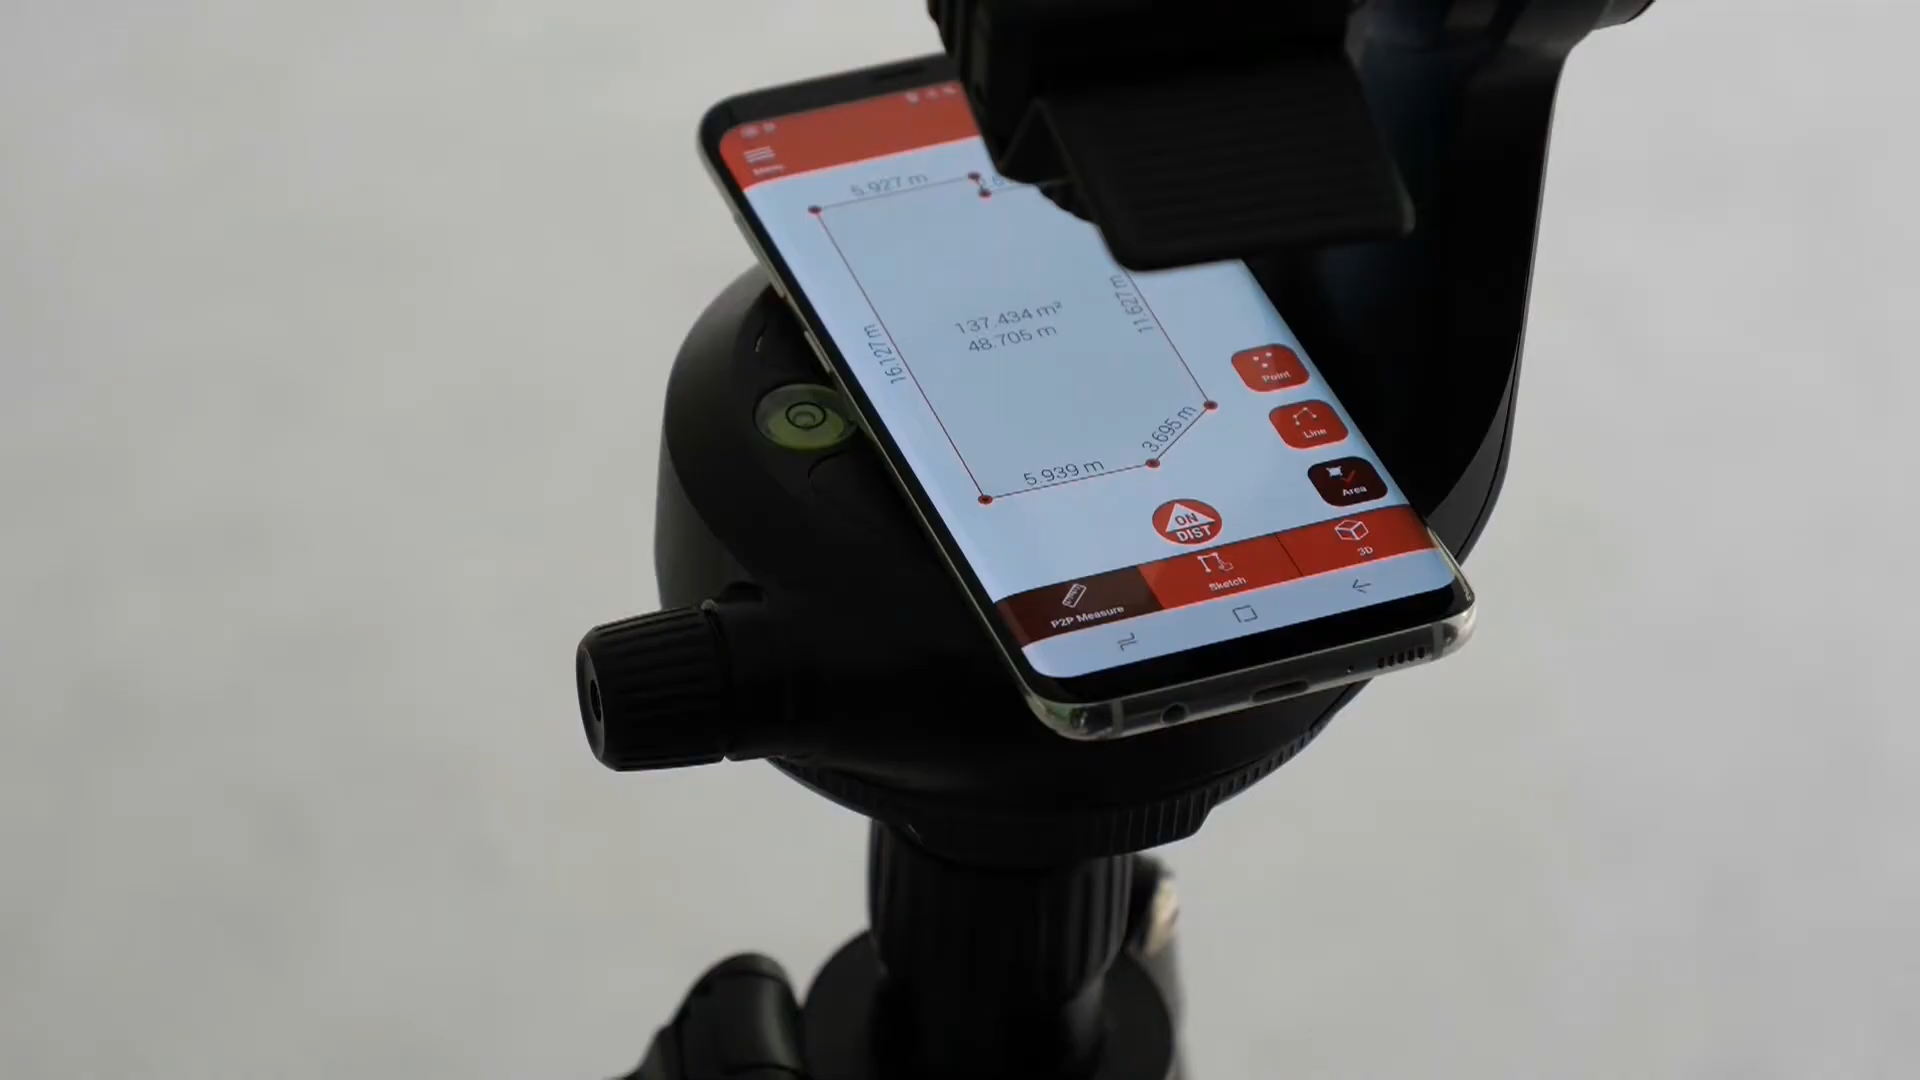 Menu
5.927 m
137.434 m²
48.705 m
11.627 m
16.127 m
3.695 m
5.939 m
Point
Line
Area
ON
DIST
P2P Measure
Sketch
3D